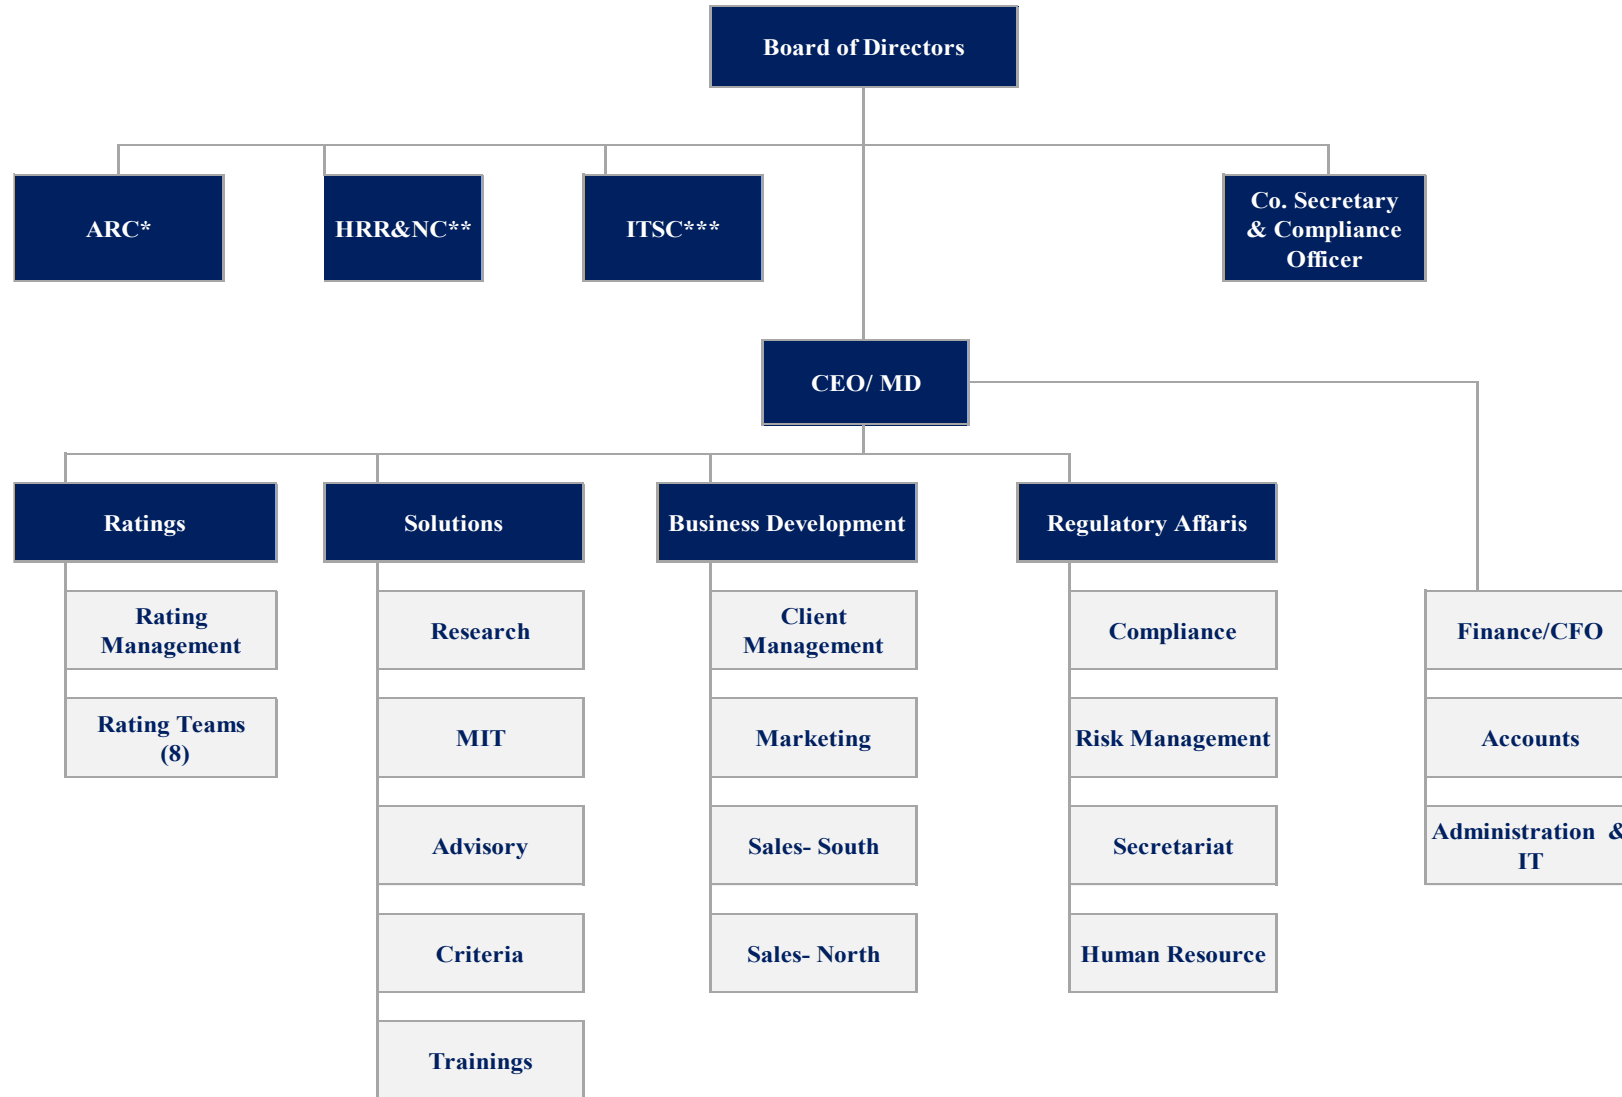 Board of Directors
ARC*
HRR&NC**
ITSC***
Co. Secretary
& Compliance
Officer
CEO/ MD
Ratings
Solutions
Business Development
Regulatory Affaris
Rating
Management
Research
Client
Management
Compliance
Finance/CFO
Rating Teams
(8)
MIT
Marketing
Risk Management
Accounts
Advisory
Sales- South
Secretariat
Administration &
IT
Criteria
Sales- North
Human Resource
Trainings